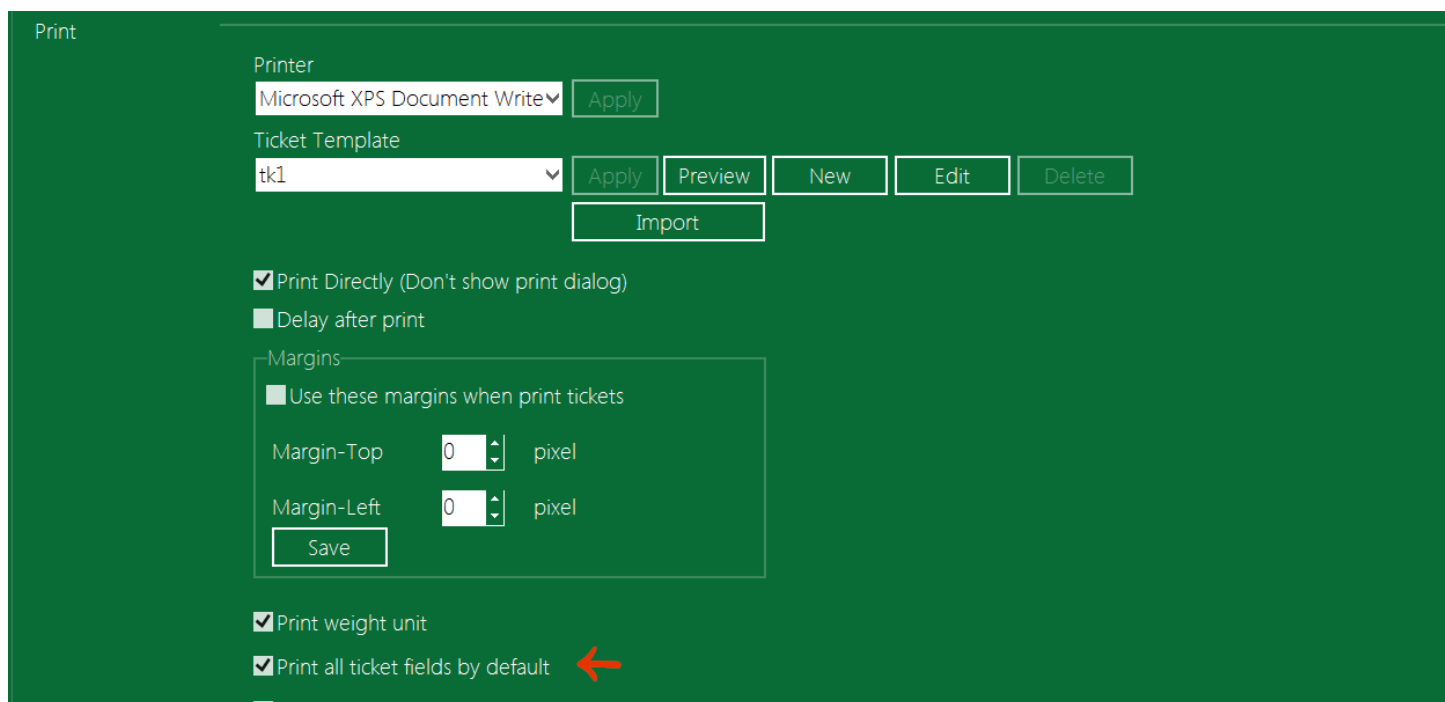 Print
Printer
Microsoft XPS Document Write Apply
Ticket Template
tk1 Apply Preview New Edit Delete
Import
Print Directly (Don't show print dialog)
Delay after print
Margins
Use these margins when print tickets
Margin-Top 0 pixel
Margin-Left 0 pixel
Save
Print weight unit
Print all ticket fields by default